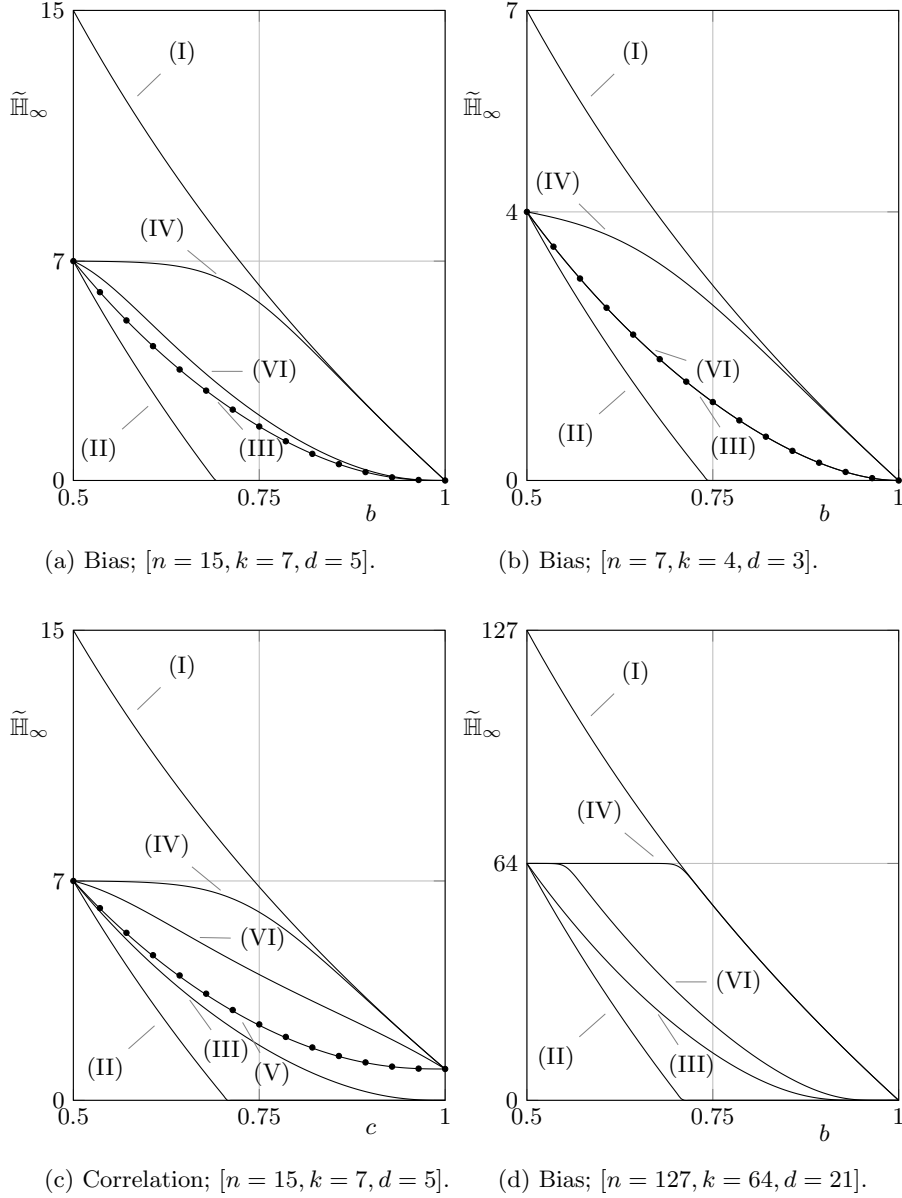 15
(I)
H̃∞
(IV)
7
(VI)
(III)
(II)
0
0.5
0.75
1
b
(a) Bias; [n = 15, k = 7, d = 5].
7
(I)
H̃∞
(IV)
4
(VI)
(II)
(III)
0
0.5
0.75
1
b
(b) Bias; [n = 7, k = 4, d = 3].
15
(I)
H̃∞
(IV)
7
(VI)
(III)
(II)
(V)
0
0.5
0.75
1
c
(c) Correlation; [n = 15, k = 7, d = 5].
127
(I)
H̃∞
(IV)
64
(VI)
(II)
(III)
0
0.5
0.75
1
b
(d) Bias; [n = 127, k = 64, d = 21].